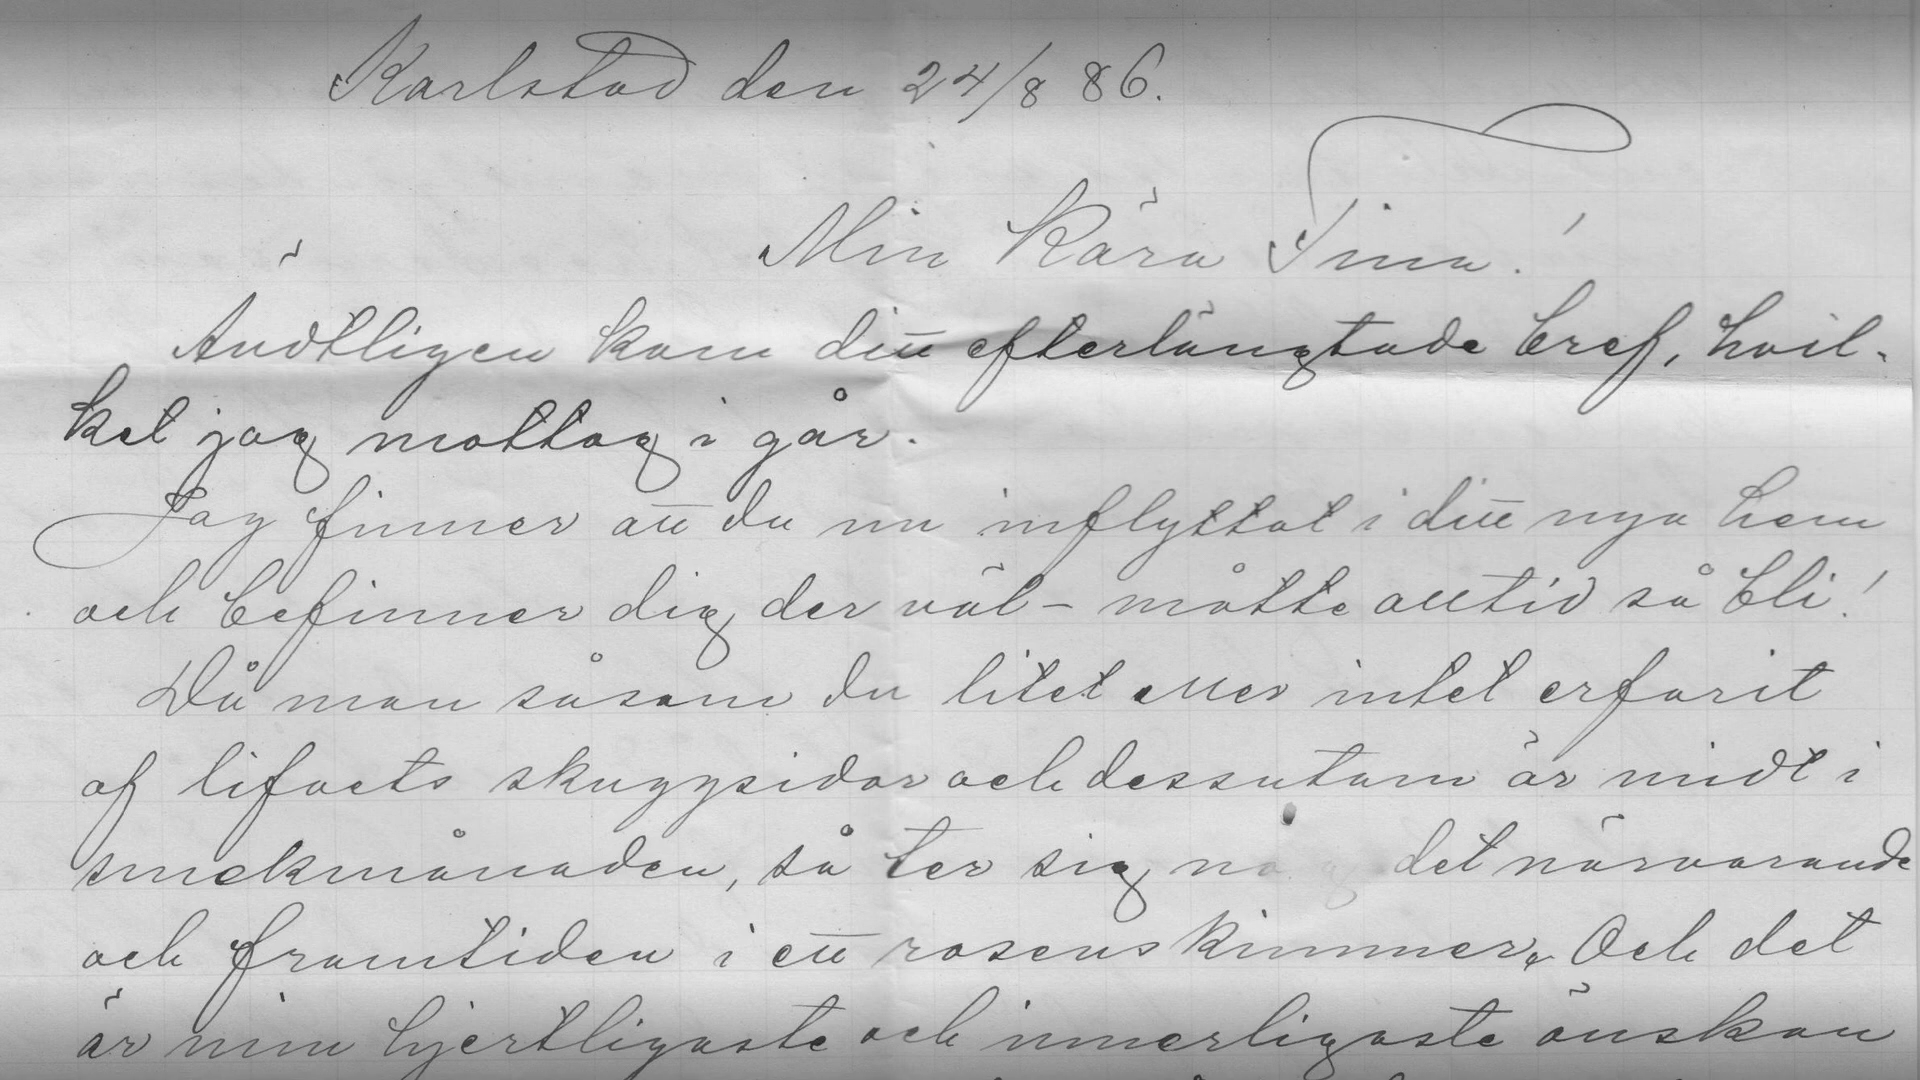 Karlstad den 24/8 86.
Min Kära Tina!
Ändtligen kom ditt efterlängtade bref, hvil-
ket jag mottog i går.
Jag finner att du nu inflyttat i ditt nya hem
och befinner dig der väl – måtte alltid så bli!
Då man såsom du litet eller intet erfarit
af lifvets skuggsidor och dessutom är midt i
smekmånaden, så ter sig det närvarande
och framtiden i ett rosenskimmer. Och det
är min hjertligaste och innerligaste önskan